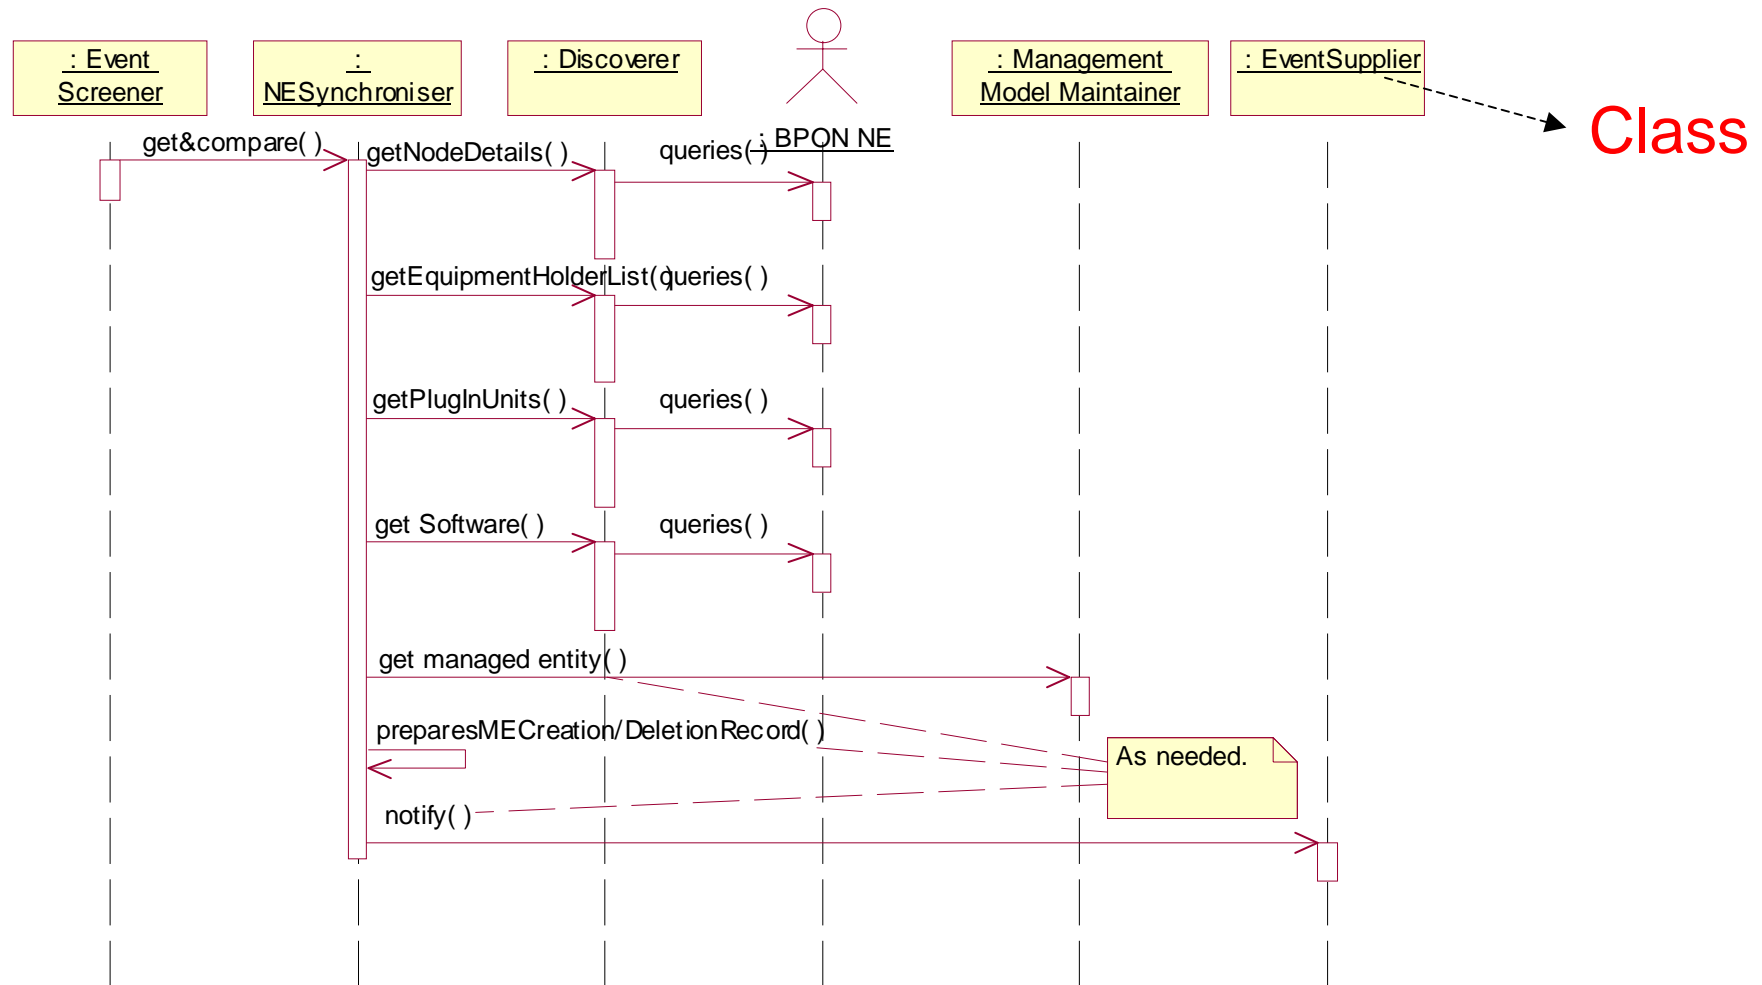 : Event
Screener
:
NESynchroniser
: Discoverer
: BPON NE
: Management
Model Maintainer
: EventSupplier
Class
get&compare( )
getNodeDetails( )
queries( )
getEquipmentHolderList( )
queries( )
getPlugInUnits( )
queries( )
get Software( )
queries( )
get managed entity( )
preparesMECreation/DeletionRecord( )
As needed.
notify( )